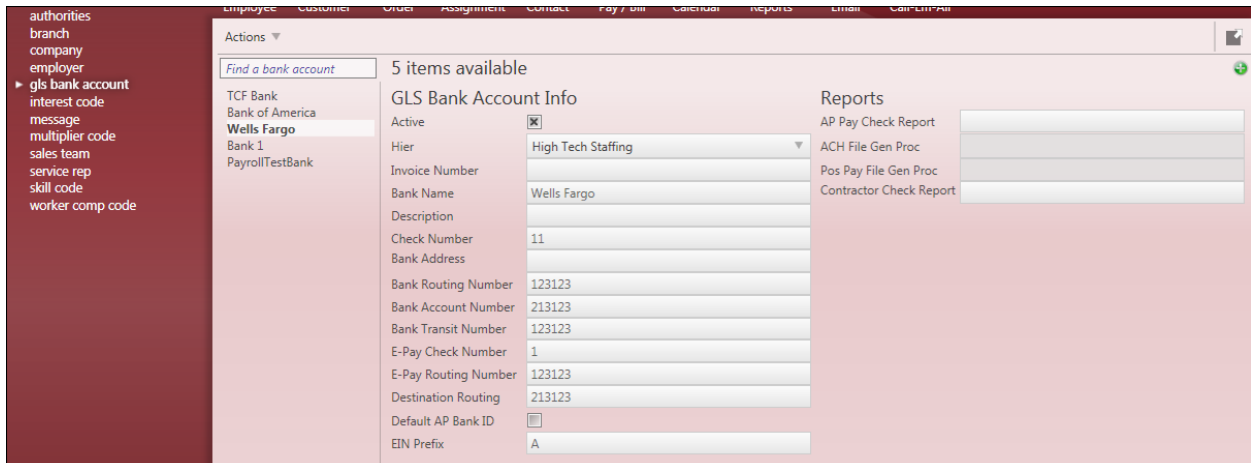 Employee Customer Order Assignment Contact Pay / Bill Calendar Reports Email Call-Em-All
authorities
branch
company
employer
gls bank account
interest code
message
multiplier code
sales team
service rep
skill code
worker comp code
Actions
Find a bank account
TCF Bank
Bank of America
Wells Fargo
Bank 1
PayrollTestBank
5 items available
GLS Bank Account Info
Active
Hier High Tech Staffing
Invoice Number
Bank Name Wells Fargo
Description
Check Number 11
Bank Address
Bank Routing Number 123123
Bank Account Number 213123
Bank Transit Number 123123
E-Pay Check Number 1
E-Pay Routing Number 123123
Destination Routing 213123
Default AP Bank ID
EIN Prefix A
Reports
AP Pay Check Report
ACH File Gen Proc
Pos Pay File Gen Proc
Contractor Check Report